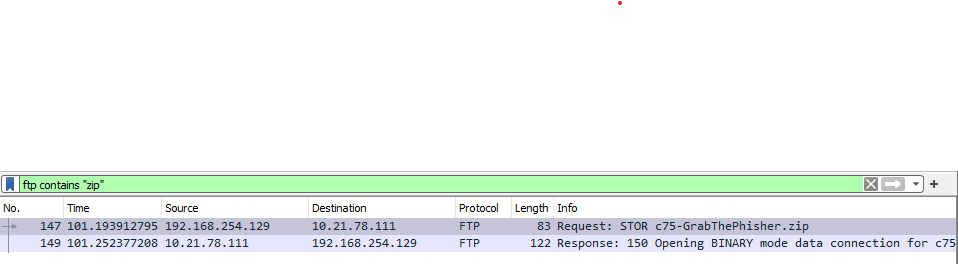 ftp contains "zip"
No. Time Source Destination Protocol Length Info
147 101.193912795 192.168.254.129 10.21.78.111 FTP 83 Request: STOR c75-GrabThePhisher.zip
149 101.252377208 10.21.78.111 192.168.254.129 FTP 122 Response: 150 Opening BINARY mode data connection for c75